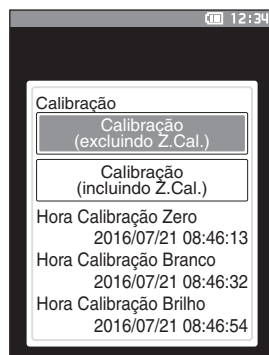 12:34
Calibração
Calibração
(excluindo Z.Cal.)
Calibração
(incluindo Z.Cal.)
Hora Calibração Zero
2016/07/21 08:46:13
Hora Calibração Branco
2016/07/21 08:46:32
Hora Calibração Brilho
2016/07/21 08:46:54